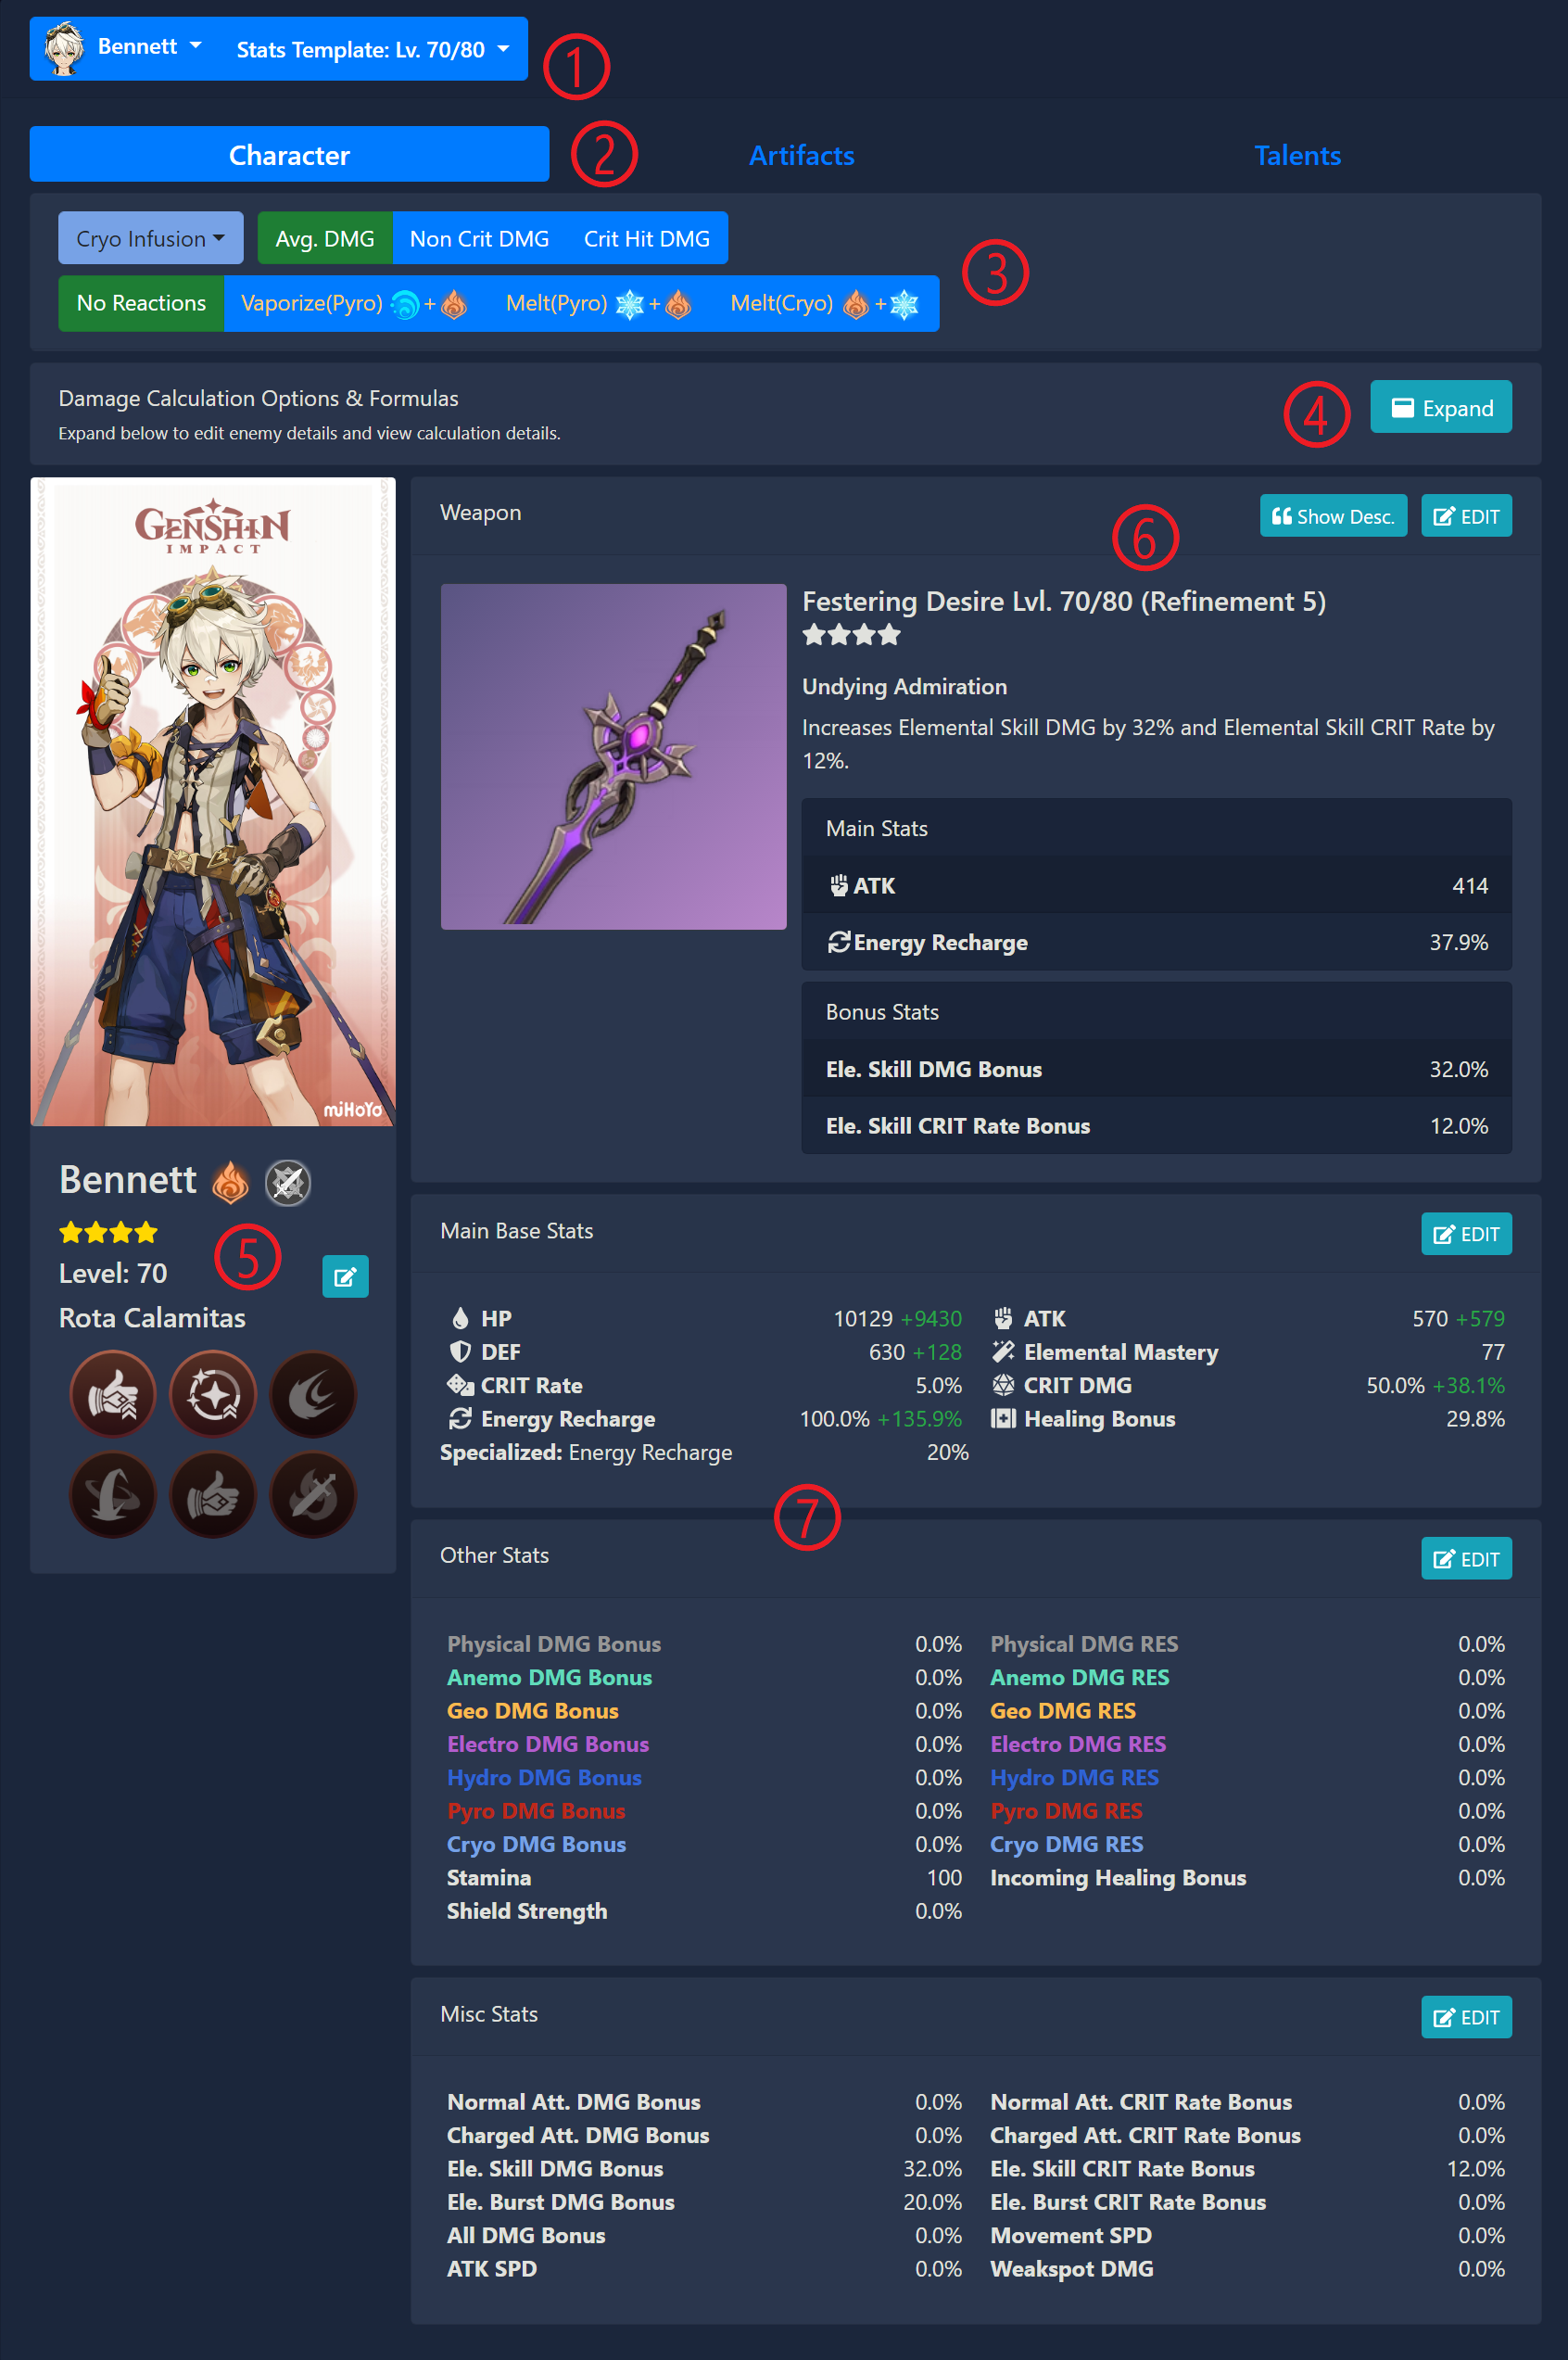 Bennett Stats Template: Lv. 70/80 1
Character 2 Artifacts Talents
Cryo Infusion Avg. DMG Non Crit DMG Crit Hit DMG
3
No Reactions Vaporize(Pyro) + Melt(Pyro) + Melt(Cryo) +
Damage Calculation Options & Formulas
4 Expand
Expand below to edit enemy details and view calculation details.
GENSHIN
IMPACT
miHoYo
Bennett
5
Level: 70
Rota Calamitas
Weapon 6 Show Desc. EDIT
Festering Desire Lvl. 70/80 (Refinement 5)
Undying Admiration
Increases Elemental Skill DMG by 32% and Elemental Skill CRIT Rate by
12%.
Main Stats
ATK 414
Energy Recharge 37.9%
Bonus Stats
Ele. Skill DMG Bonus 32.0%
Ele. Skill CRIT Rate Bonus 12.0%
Main Base Stats EDIT
HP 10129 +9430 ATK 570 +579
DEF 630 +128 Elemental Mastery 77
CRIT Rate 5.0% CRIT DMG 50.0% +38.1%
Energy Recharge 100.0% +135.9% Healing Bonus 29.8%
Specialized: Energy Recharge 20%
7
Other Stats EDIT
Physical DMG Bonus 0.0% Physical DMG RES 0.0%
Anemo DMG Bonus 0.0% Anemo DMG RES 0.0%
Geo DMG Bonus 0.0% Geo DMG RES 0.0%
Electro DMG Bonus 0.0% Electro DMG RES 0.0%
Hydro DMG Bonus 0.0% Hydro DMG RES 0.0%
Pyro DMG Bonus 0.0% Pyro DMG RES 0.0%
Cryo DMG Bonus 0.0% Cryo DMG RES 0.0%
Stamina 100 Incoming Healing Bonus 0.0%
Shield Strength 0.0%
Misc Stats EDIT
Normal Att. DMG Bonus 0.0% Normal Att. CRIT Rate Bonus 0.0%
Charged Att. DMG Bonus 0.0% Charged Att. CRIT Rate Bonus 0.0%
Ele. Skill DMG Bonus 32.0% Ele. Skill CRIT Rate Bonus 12.0%
Ele. Burst DMG Bonus 20.0% Ele. Burst CRIT Rate Bonus 0.0%
All DMG Bonus 0.0% Movement SPD 0.0%
ATK SPD 0.0% Weakspot DMG 0.0%